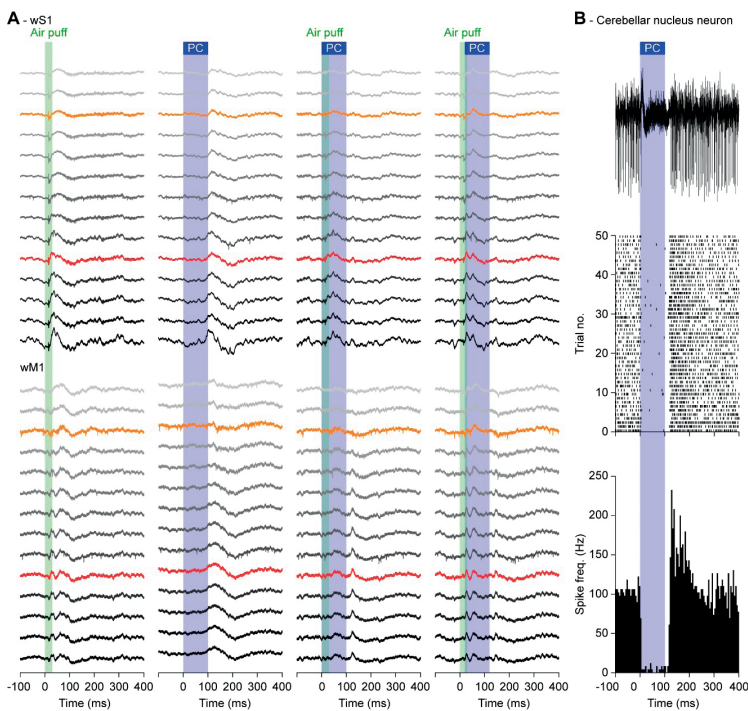 A - wS1
Air puff
PC
Air puff
PC
Air puff
PC
wM1
-100 0 100 200 300 400
0 100 200 300 400
0 100 200 300 400
0 100 200 300 400
Time (ms)
Time (ms)
Time (ms)
Time (ms)
B - Cerebellar nucleus neuron
PC
50
40
30
20
10
0
Trial no.
250
200
150
100
50
0
Spike freq. (Hz)
-100 0 100 200 300 400
Time (ms)